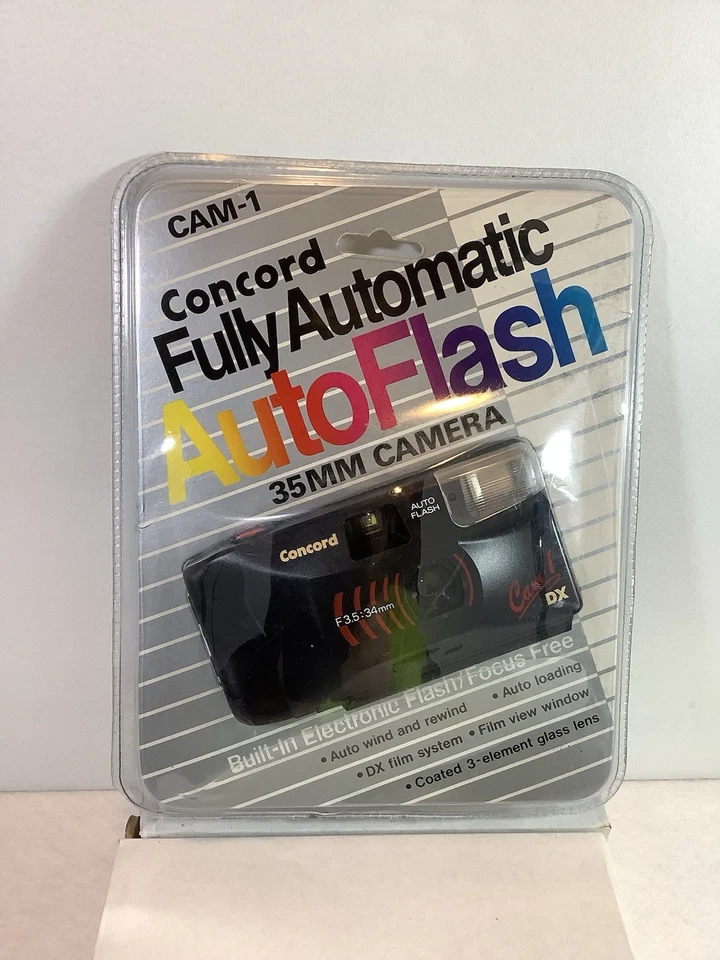 CAM-1
Concord
Fully Automatic
AutoFlash
35MM CAMERA
AUTO
FLASH
Concord
F3.5:34mm
Cam.1
DX
Built-In Electronic Flash/Focus Free
• Auto wind and rewind • Auto loading
• DX film system • Film view window
• Coated 3-element glass lens